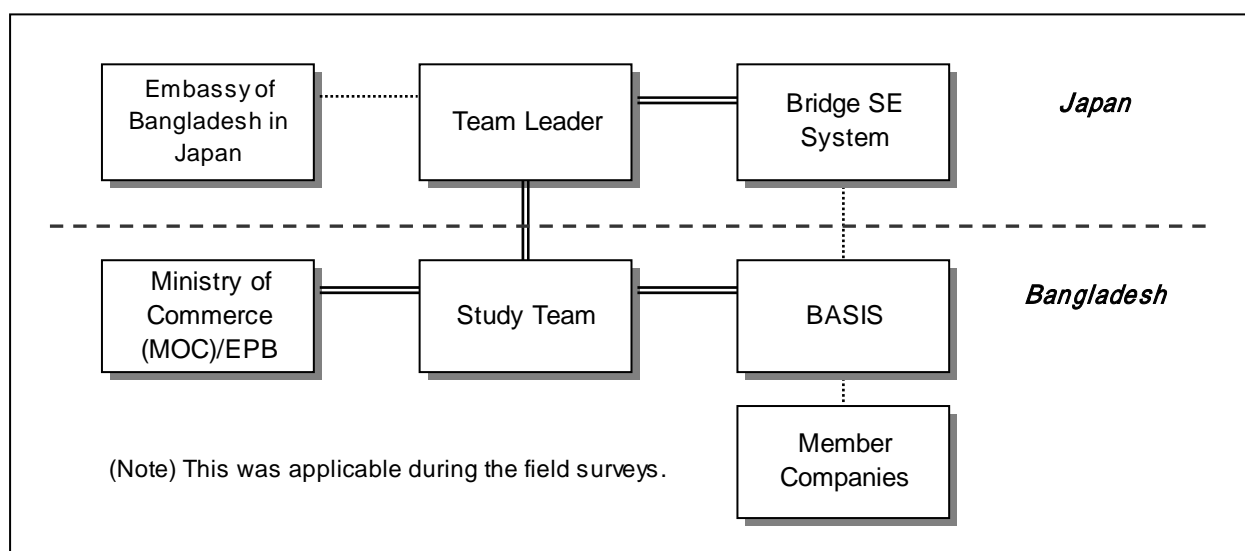 Embassy of
Bangladesh in
Japan
Team Leader
Bridge SE
System
Japan
Ministry of
Commerce
(MOC)/EPB
Study Team
BASIS
Bangladesh
Member
Companies
(Note) This was applicable during the field surveys.